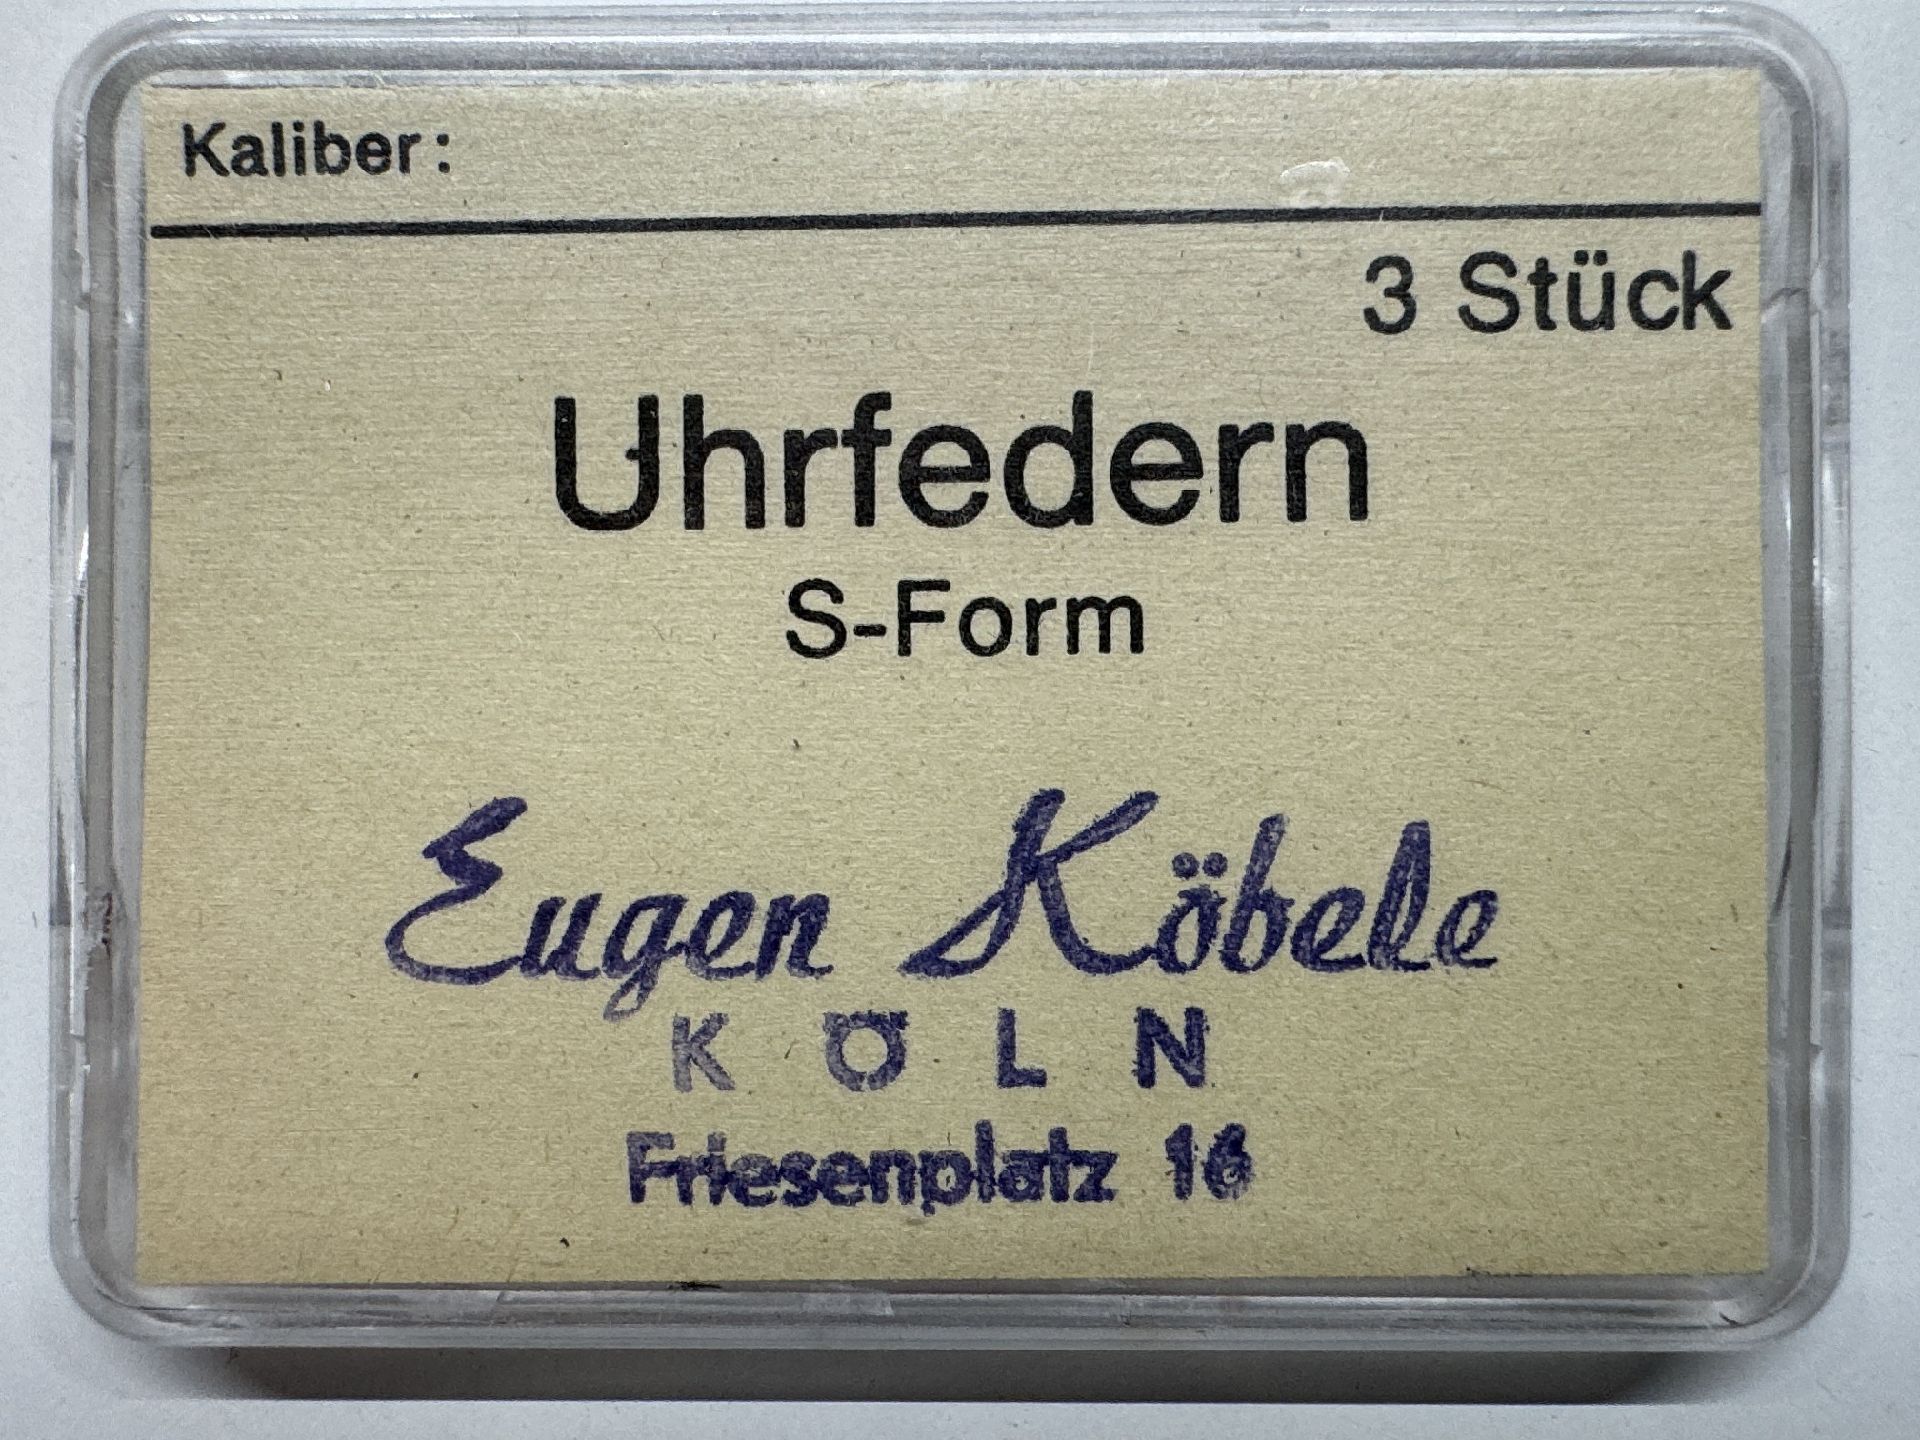 Kaliber:
3 Stück
Uhrfedern
S-Form
Eugen Köbele
KÖLN
Friesenplatz 16